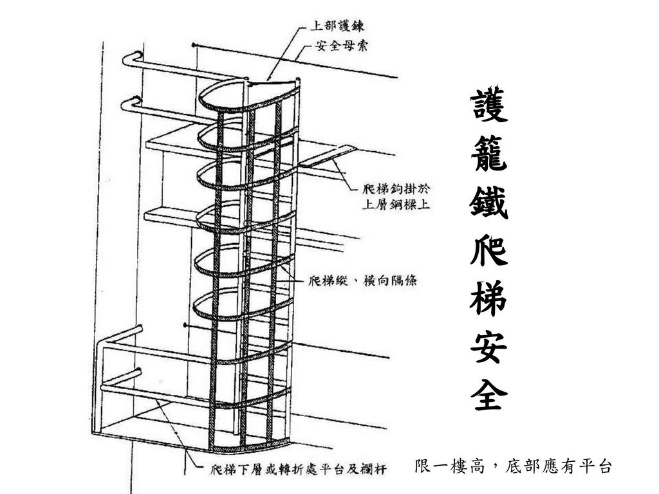 上部護鍊
安全母索
護籠鐵爬梯安全
爬梯鉤掛於
上層鋼樑上
爬梯縱、橫向隔條
爬梯下層或轉折處平台及欄杆
限一樓高，底部應有平台